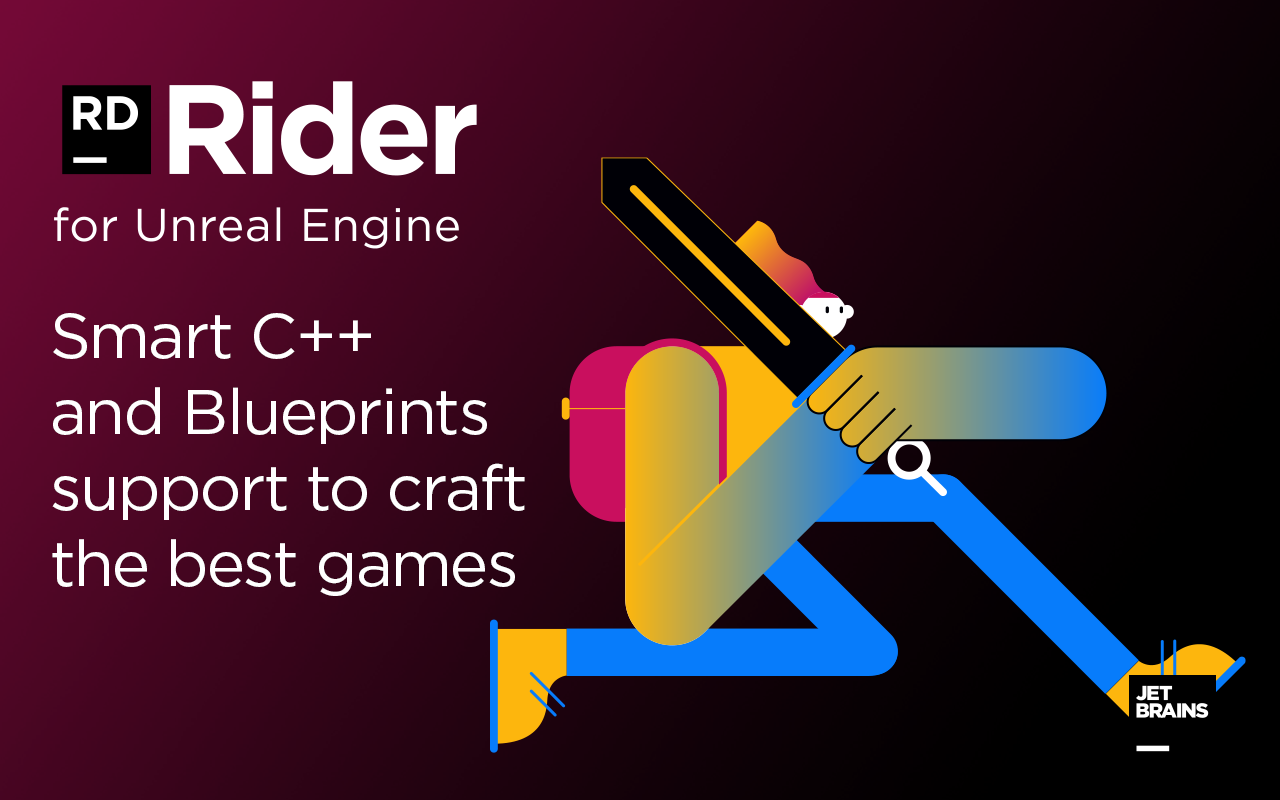 RD Rider
for Unreal Engine
Smart C++
and Blueprints
support to craft
the best games
JET
BRAINS